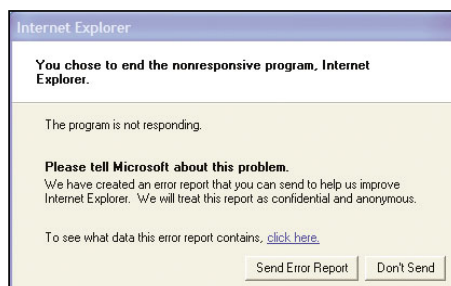 Internet Explorer
You chose to end the nonresponsive program, Internet
Explorer.
The program is not responding.
Please tell Microsoft about this problem.
We have created an error report that you can send to help us improve
Internet Explorer. We will treat this report as confidential and anonymous.
To see what data this error report contains, click here.
Send Error Report Don't Send